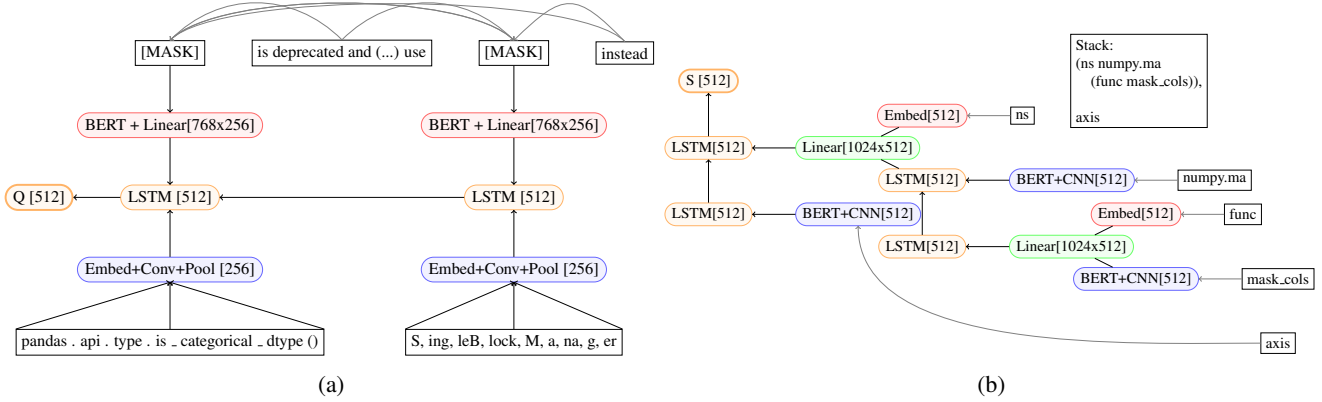 [MASK]
is deprecated and (...) use
[MASK]
instead
BERT + Linear[768x256]
BERT + Linear[768x256]
Q [512]
LSTM [512]
LSTM [512]
Embed+Conv+Pool [256]
Embed+Conv+Pool [256]
pandas . api . type . is _ categorical _ dtype ()
S, ing, leB, lock, M, a, na, g, er
(a)
Stack:
(ns numpy.ma
(func mask_cols)),
axis
S [512]
Embed[512]
ns
LSTM[512]
Linear[1024x512]
LSTM[512]
BERT+CNN[512]
numpy.ma
LSTM[512]
BERT+CNN[512]
Embed[512]
func
LSTM[512]
Linear[1024x512]
BERT+CNN[512]
mask_cols
axis
(b)